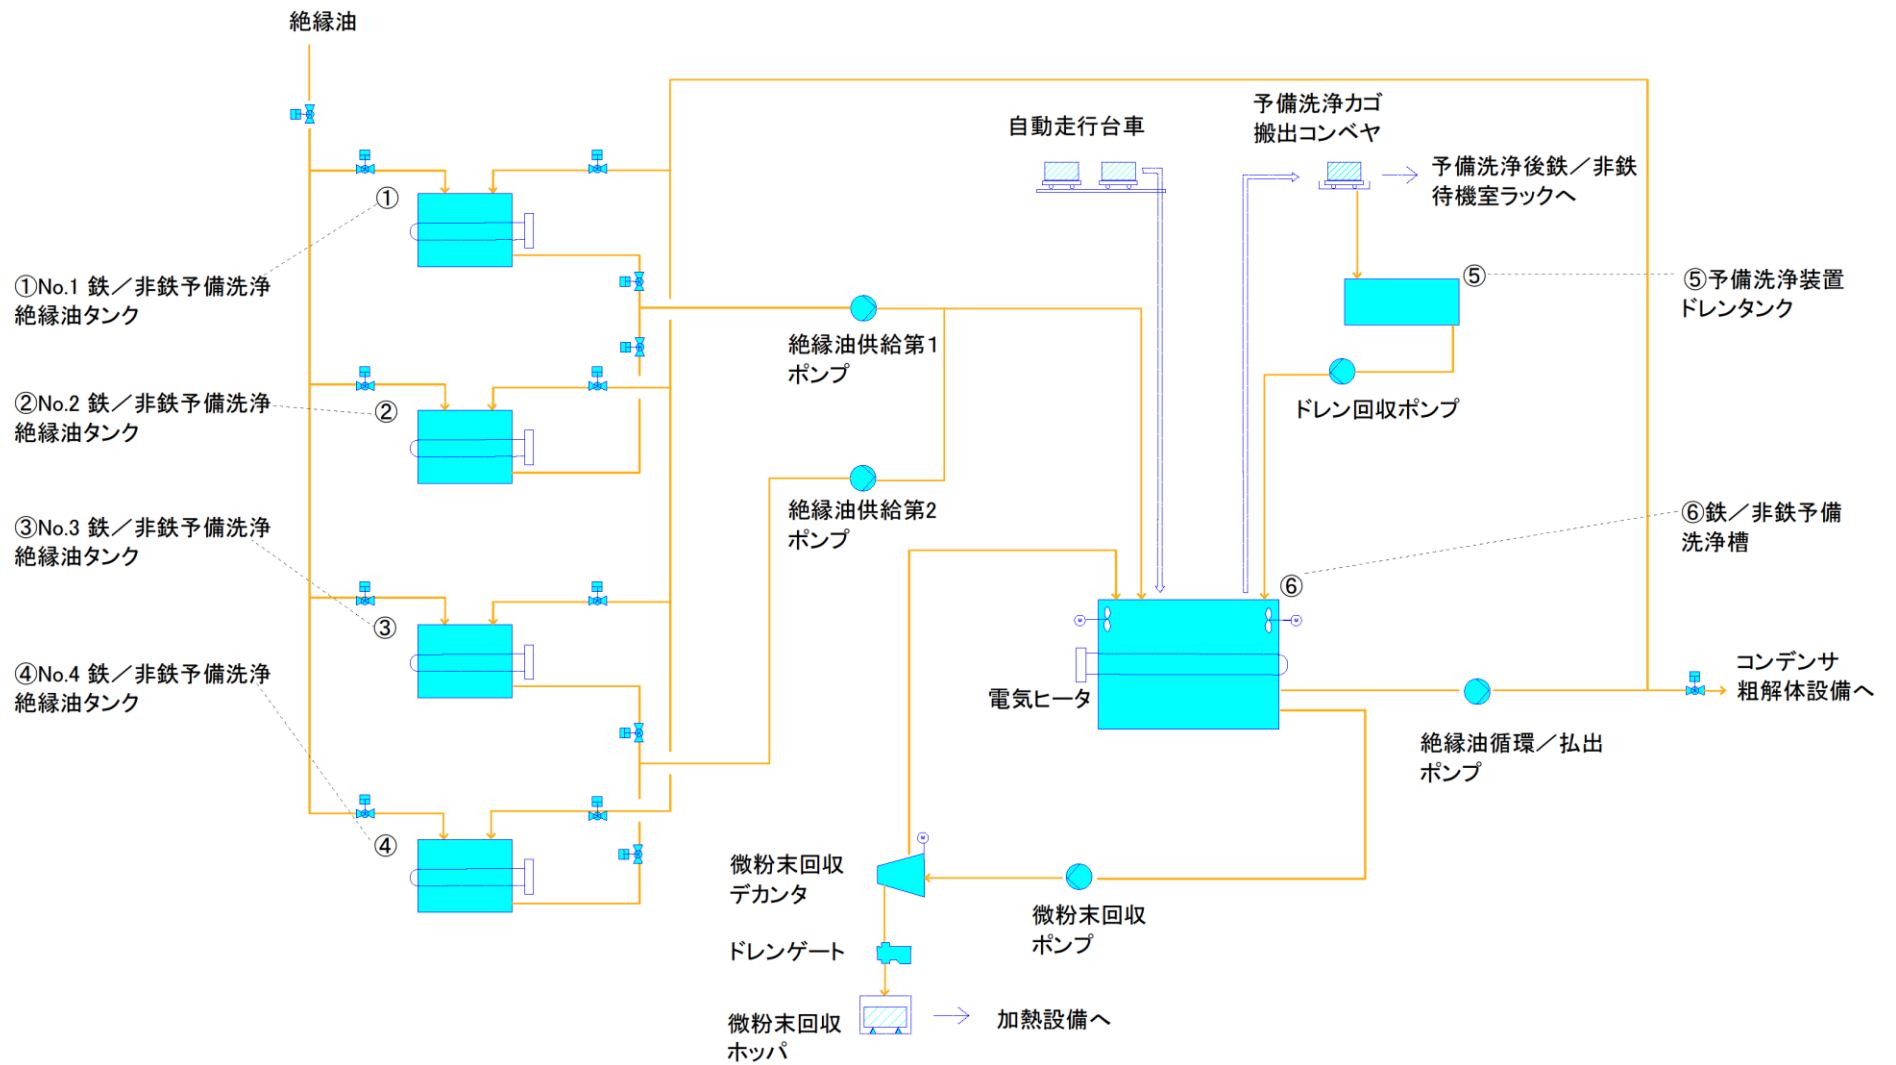 絶縁油
自動走行台車
予備洗浄カゴ
搬出コンベヤ
予備洗浄後鉄／非鉄
待機室ラックへ
①
①No.1 鉄／非鉄予備洗浄
絶縁油タンク
⑤
⑤予備洗浄装置
ドレンタンク
絶縁油供給第1
ポンプ
②No.2 鉄／非鉄予備洗浄
絶縁油タンク
②
ドレン回収ポンプ
絶縁油供給第2
ポンプ
③No.3 鉄／非鉄予備洗浄
絶縁油タンク
⑥鉄／非鉄予備
洗浄槽
⑥
③
M
M
④No.4 鉄／非鉄予備洗浄
絶縁油タンク
電気ヒータ
コンデンサ
粗解体設備へ
絶縁油循環／払出
ポンプ
④
M
微粉末回収
デカンタ
微粉末回収
ポンプ
ドレンゲート
微粉末回収
ホッパ
加熱設備へ